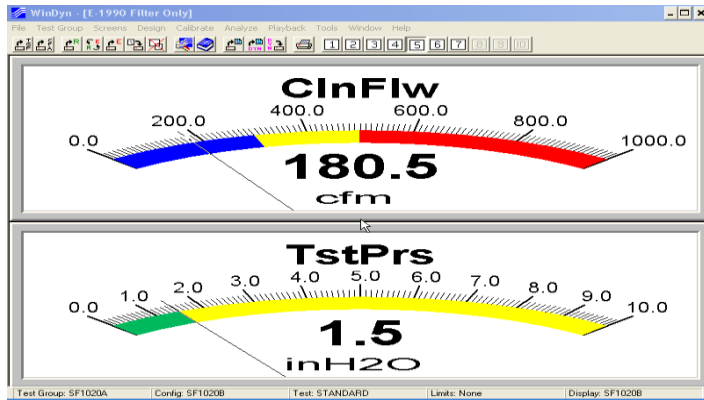 WinDyn - [E-1990 Filter Only]
File Test Group Screens Design Calibrate Analyze Playback Tools Window Help
1 2 3 4 5 6 7 8 9 10
ClnFlw
0.0 200.0 400.0 600.0 800.0 1000.0
180.5
cfm
TstPrs
0.0 1.0 2.0 3.0 4.0 5.0 6.0 7.0 8.0 9.0 10.0
1.5
inH2O
Test Group: SF1020A Config: SF1020B Test: STANDARD Limits: None Display: SF1020B